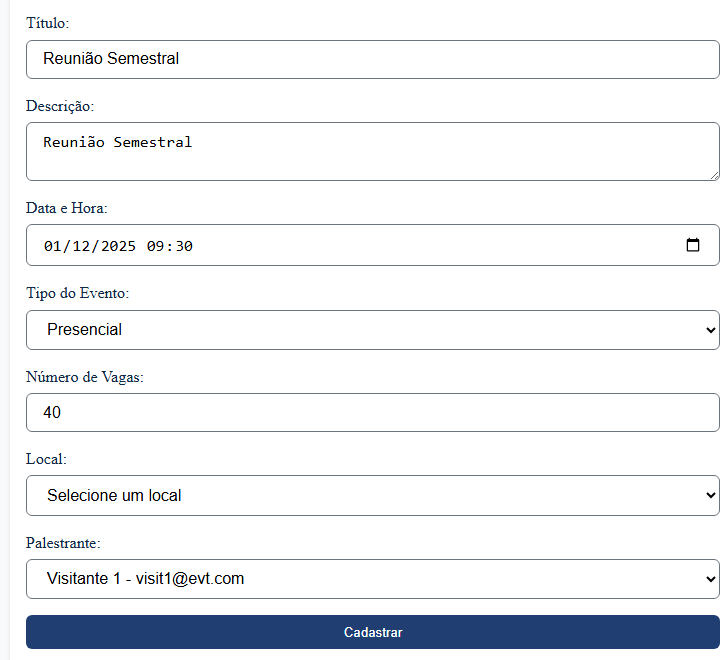 Título:
Reunião Semestral
Descrição:
Reunião Semestral
Data e Hora:
01/12/2025 09:30
Tipo do Evento:
Presencial
Número de Vagas:
40
Local:
Selecione um local
Palestrante:
Visitante 1 - visit1@evt.com
Cadastrar